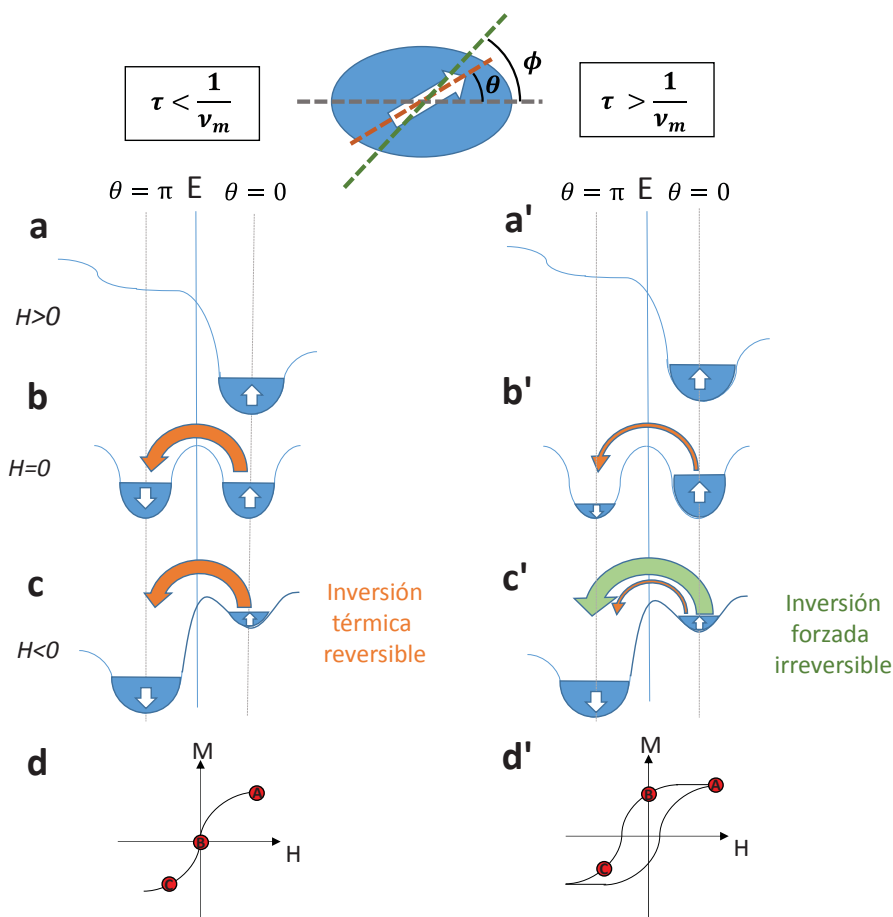 τ < 1/ν_m
ϕ
θ
τ > 1/ν_m
θ = π E θ = 0
θ = π E θ = 0
a
a'
H>0
b
b'
H=0
c
c'
Inversión
térmica
reversible
Inversión
forzada
irreversible
H<0
d
M
A
B
C
H
d'
M
B
A
C
H